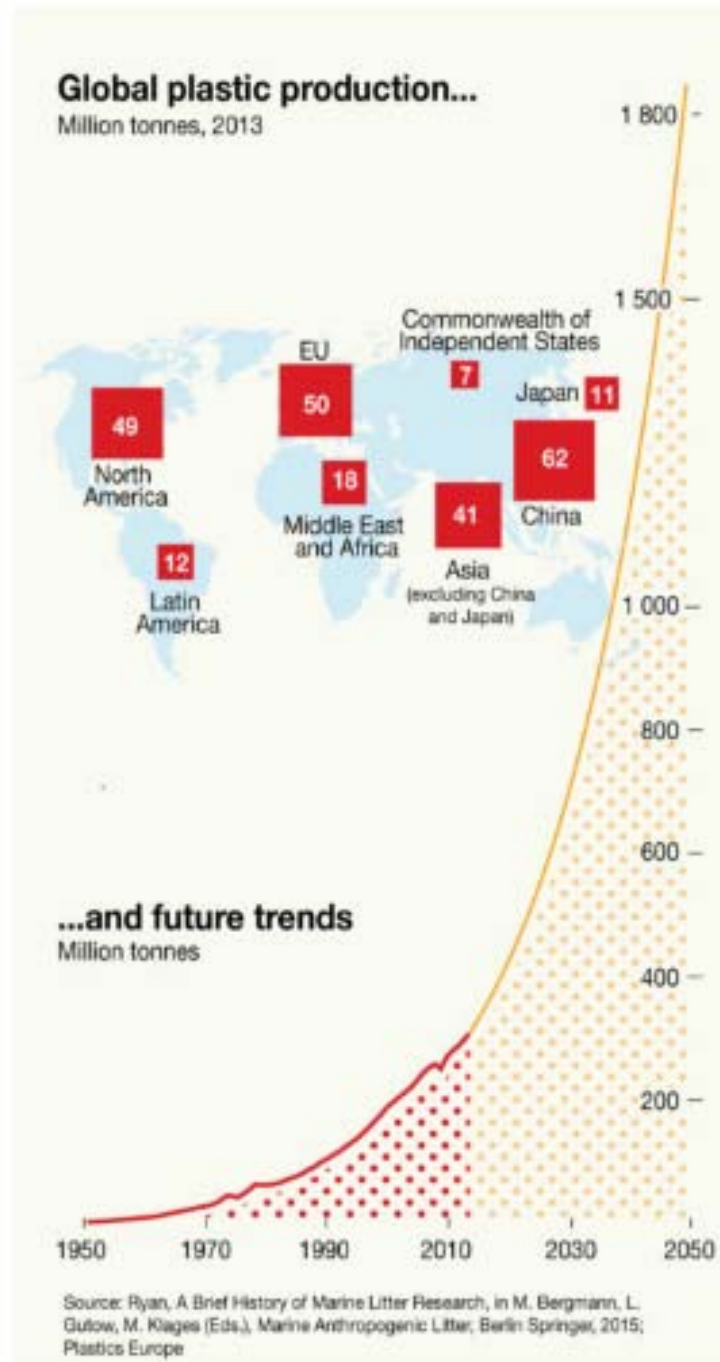 Global plastic production...
Million tonnes, 2013
1 800
1 500
Commonwealth of
Independent States
7
EU
50
Japan 11
49
North
America
62
China
18
Middle East
and Africa
41
Asia
(excluding China
and Japan)
12
Latin
America
1 000
800
600
...and future trends
Million tonnes
400
200
1950 1970 1990 2010 2030 2050
Source: Ryan, A Brief History of Marine Litter Research, in M. Bergmann, L.
Gutow, M. Klages (Eds.), Marine Anthropogenic Litter, Berlin Springer, 2015;
Plastics Europe